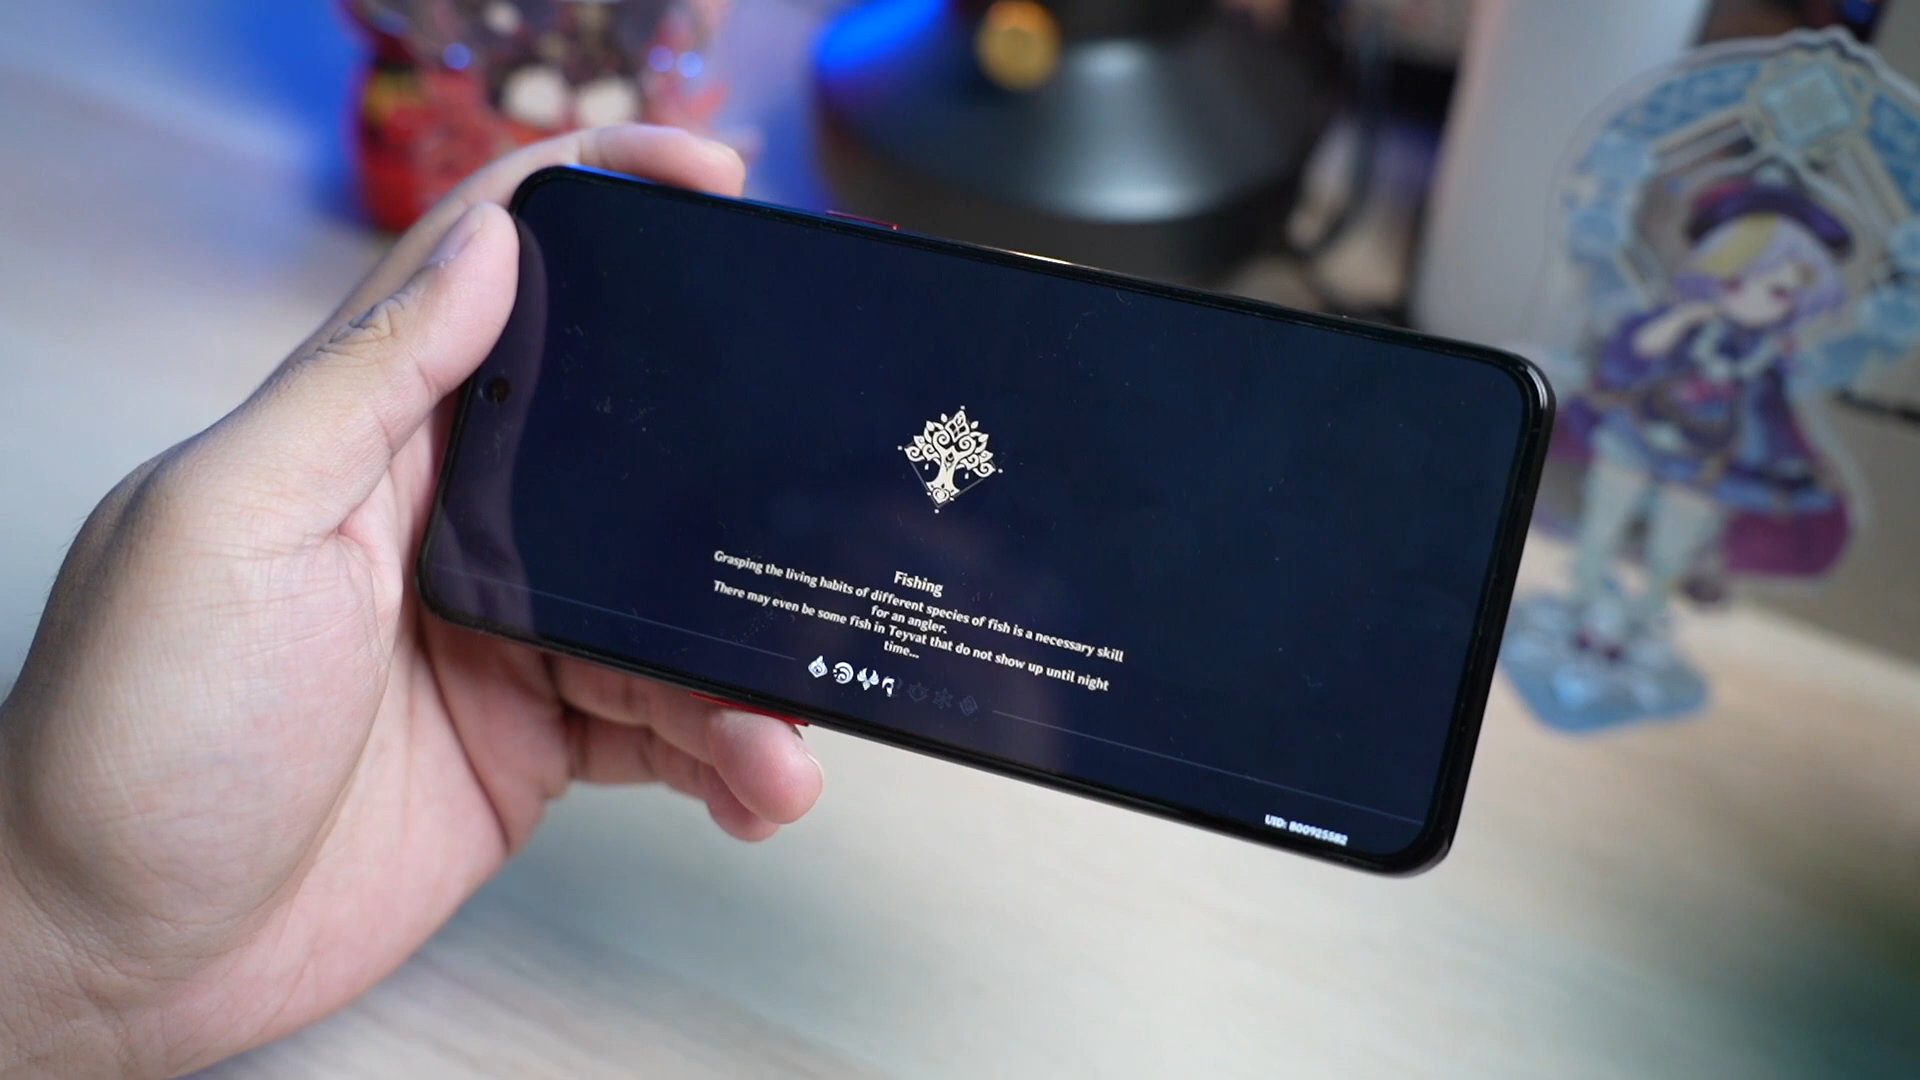 Fishing
Grasping the living habits of different species of fish is a necessary skill
for an angler.
There may even be some fish in Teyvat that do not show up until night
time...
UID: 800925582